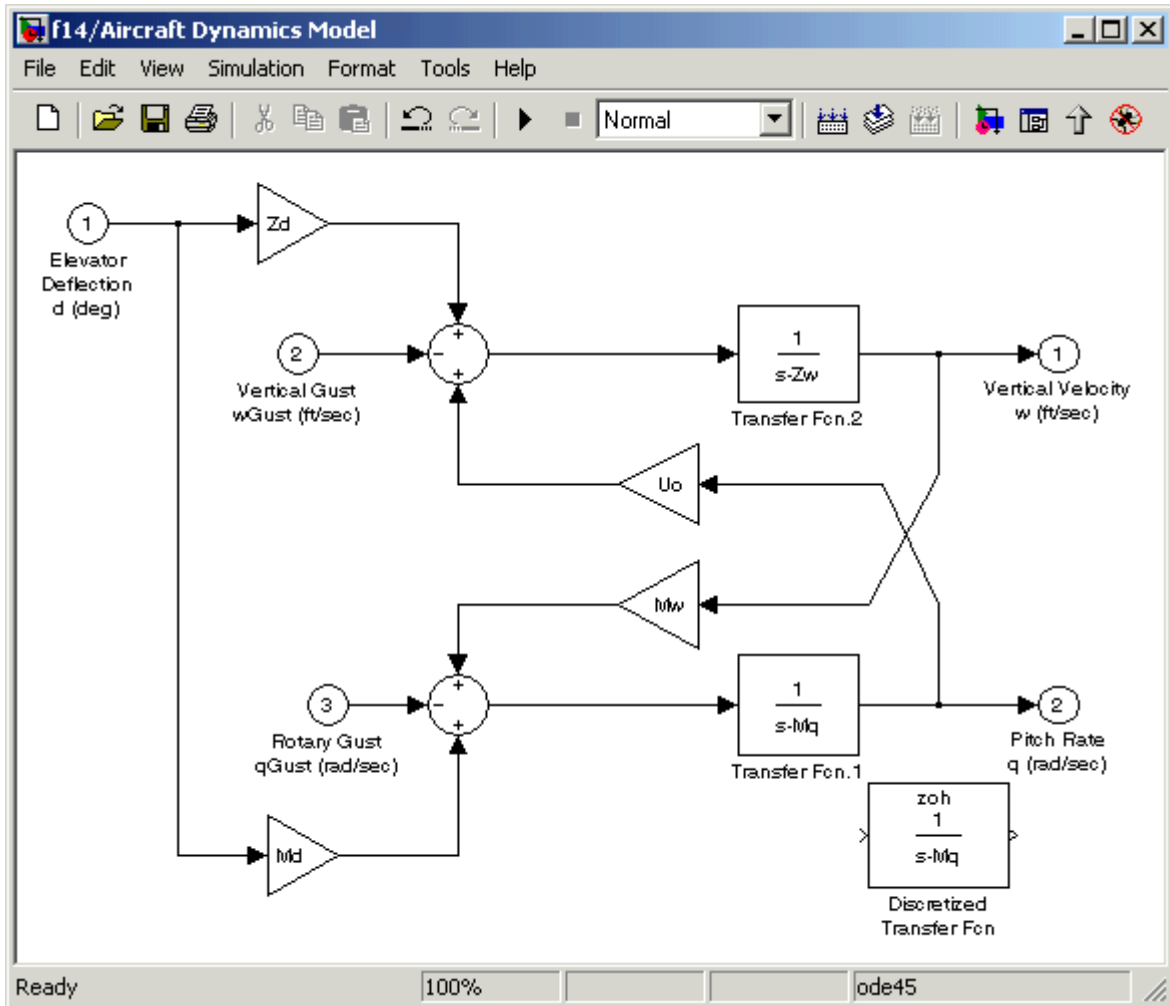 f14/Aircraft Dynamics Model
File Edit View Simulation Format Tools Help
Normal
1
Elevator
Deflection
d (deg)
Zd
2
Vertical Gust
wGust (ft/sec)
+
-
+
1
s-Zw
Transfer Fcn.2
1
Vertical Velocity
w (ft/sec)
Uo
Mw
3
Rotary Gust
qGust (rad/sec)
+
-
+
1
s-Mq
Transfer Fcn.1
2
Pitch Rate
q (rad/sec)
Md
zoh
1
s-Mq
Discretized
Transfer Fcn
Ready 100% ode45